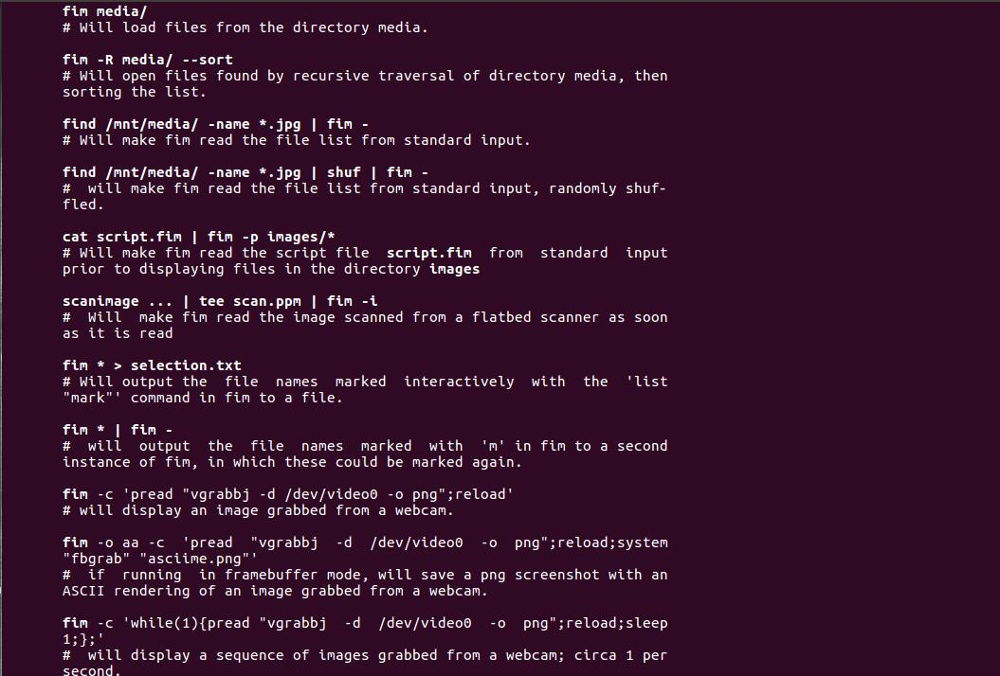 fim media/
# Will load files from the directory media.
fim -R media/ --sort
# Will open files found by recursive traversal of directory media, then
sorting the list.
find /mnt/media/ -name *.jpg | fim -
# Will make fim read the file list from standard input.
find /mnt/media/ -name *.jpg | shuf | fim -
#  will make fim read the file list from standard input, randomly shuf-
fled.
cat script.fim | fim -p images/*
# Will make fim read the script file  script.fim  from  standard  input
prior to displaying files in the directory images
scanimage ... | tee scan.ppm | fim -i
#  Will  make fim read the image scanned from a flatbed scanner as soon
as it is read
fim * > selection.txt
# Will output the  file  names  marked  interactively  with  the  'list
"mark"' command in fim to a file.
fim * | fim -
#  will  output  the  file  names  marked  with  'm' in fim to a second
instance of fim, in which these could be marked again.
fim -c 'pread "vgrabbj -d /dev/video0 -o png";reload'
# will display an image grabbed from a webcam.
fim -o aa -c  'pread  "vgrabbj  -d  /dev/video0  -o  png";reload;system
"fbgrab" "asciime.png"'
#  if  running  in framebuffer mode, will save a png screenshot with an
ASCII rendering of an image grabbed from a webcam.
fim -c 'while(1){pread "vgrabbj  -d  /dev/video0  -o  png";reload;sleep
1;};'
#  will display a sequence of images grabbed from a webcam; circa 1 per
second.